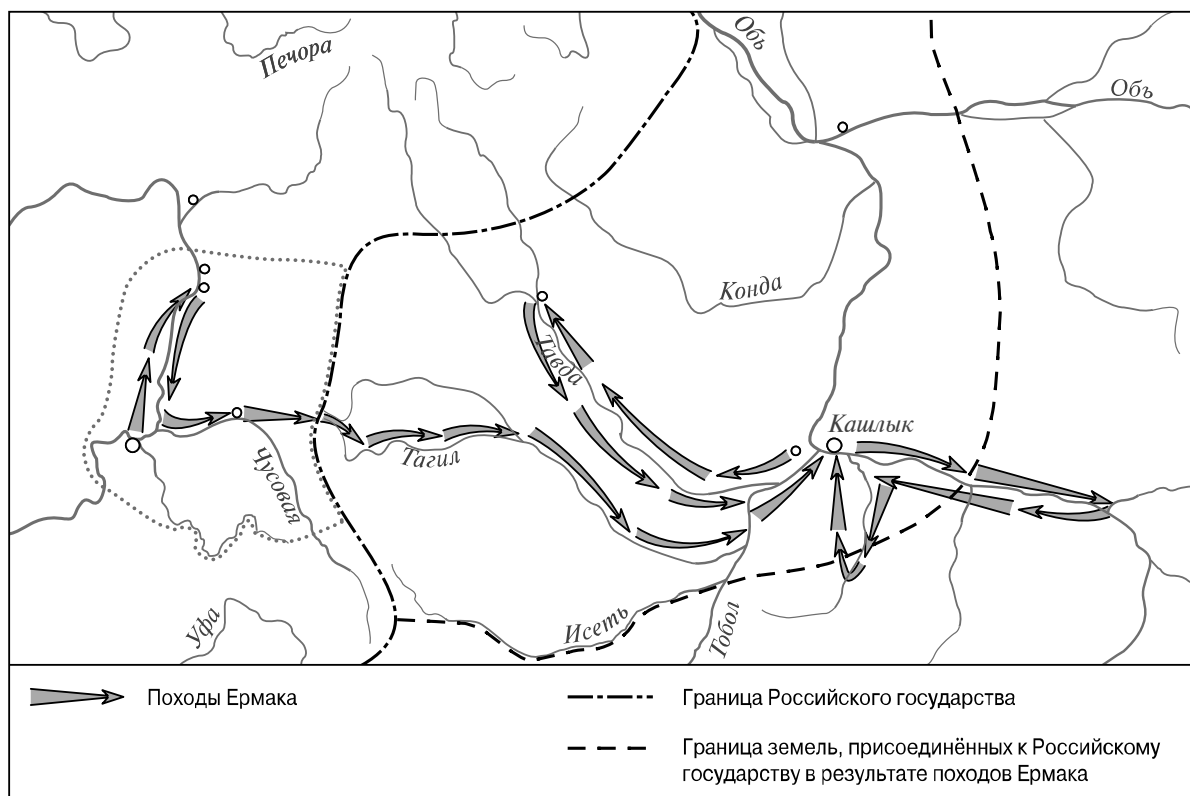 Обь
Печора
Обь
Конда
Тавда
Кашлык
Тагил
Чусовая
Уфа
Исеть
Тобол
Походы Ермака
Граница Российского государства
Граница земель, присоединённых к Российскому
государству в результате походов Ермака